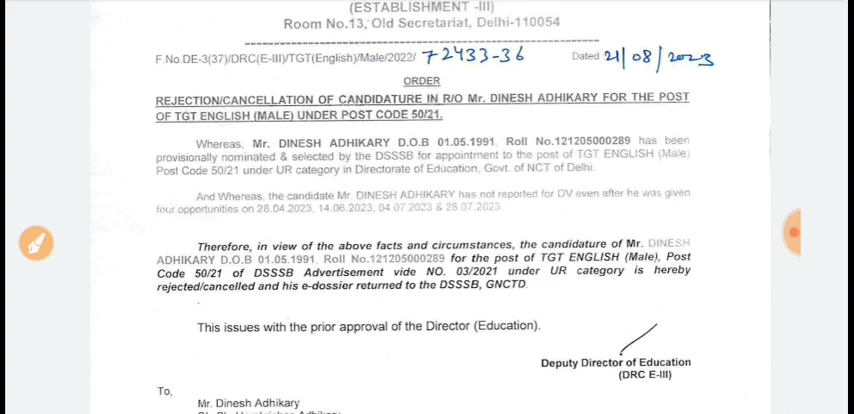 (ESTABLISHMENT -III)
Room No.13, Old Secretariat, Delhi-110054
F.No.DE-3(37)/DRC(E-III)/TGT(English)/Male/2022/ 72433-36 Dated 21/08/2023
ORDER
REJECTION/CANCELLATION OF CANDIDATURE IN R/O Mr. DINESH ADHIKARY FOR THE POST
OF TGT ENGLISH (MALE) UNDER POST CODE 50/21.
Whereas, Mr. DINESH ADHIKARY D.O.B 01.05.1991, Roll No.121205000289 has been
provisionally nominated & selected by the DSSSB for appointment to the post of TGT ENGLISH (Male)
Post Code 50/21 under UR category in Directorate of Education, Govt. of NCT of Delhi.
And Whereas, the candidate Mr. DINESH ADHIKARY has not reported for DV even after he was given
four opportunities on 28.04.2023, 14.06.2023, 04.07.2023 & 28.07.2023.
Therefore, in view of the above facts and circumstances, the candidature of Mr. DINESH
ADHIKARY D.O.B 01.05.1991, Roll No.121205000289 for the post of TGT ENGLISH (Male), Post
Code 50/21 of DSSSB Advertisement vide NO. 03/2021 under UR category is hereby
rejected/cancelled and his e-dossier returned to the DSSSB, GNCTD.
This issues with the prior approval of the Director (Education).
Deputy Director of Education
(DRC E-III)
To,
Mr. Dinesh Adhikary